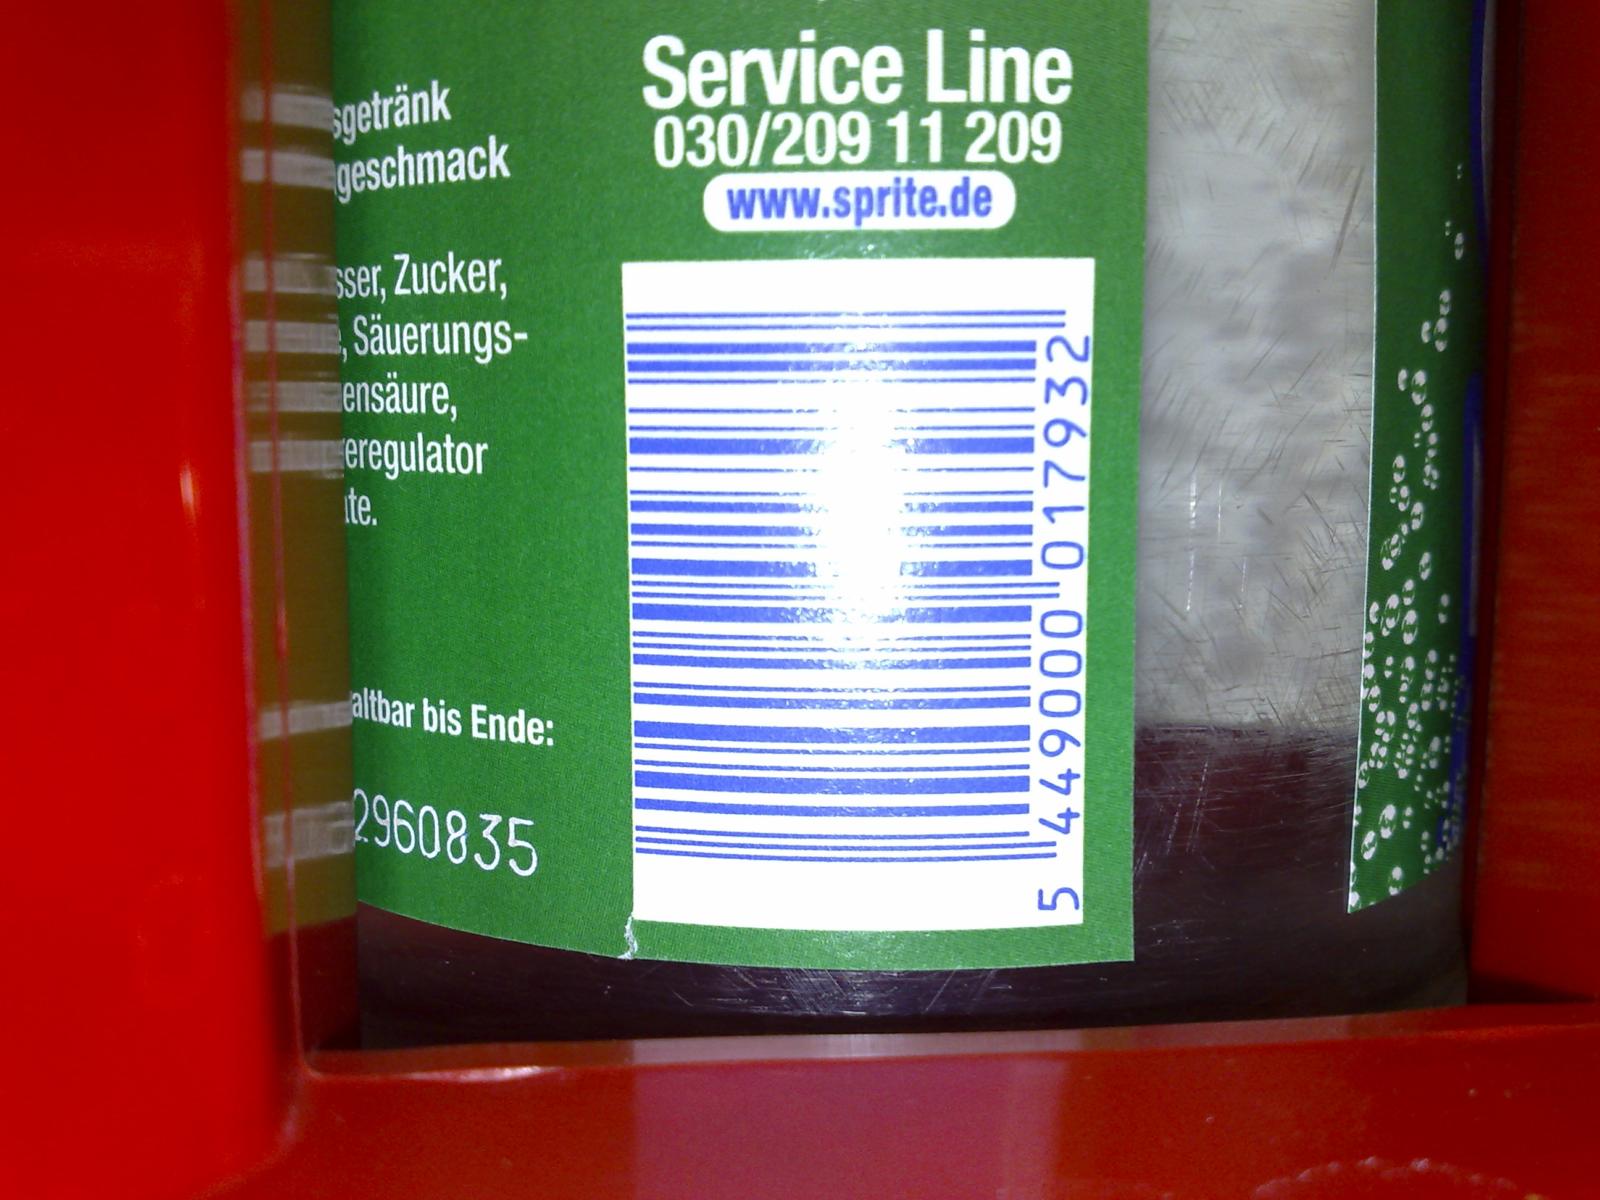 sgetränk
geschmack
sser, Zucker,
e, Säuerungs-
ensäure,
eregulator
te.
altbar bis Ende:
2960835
Service Line
030/209 11 209
www.sprite.de
5 449000 017932